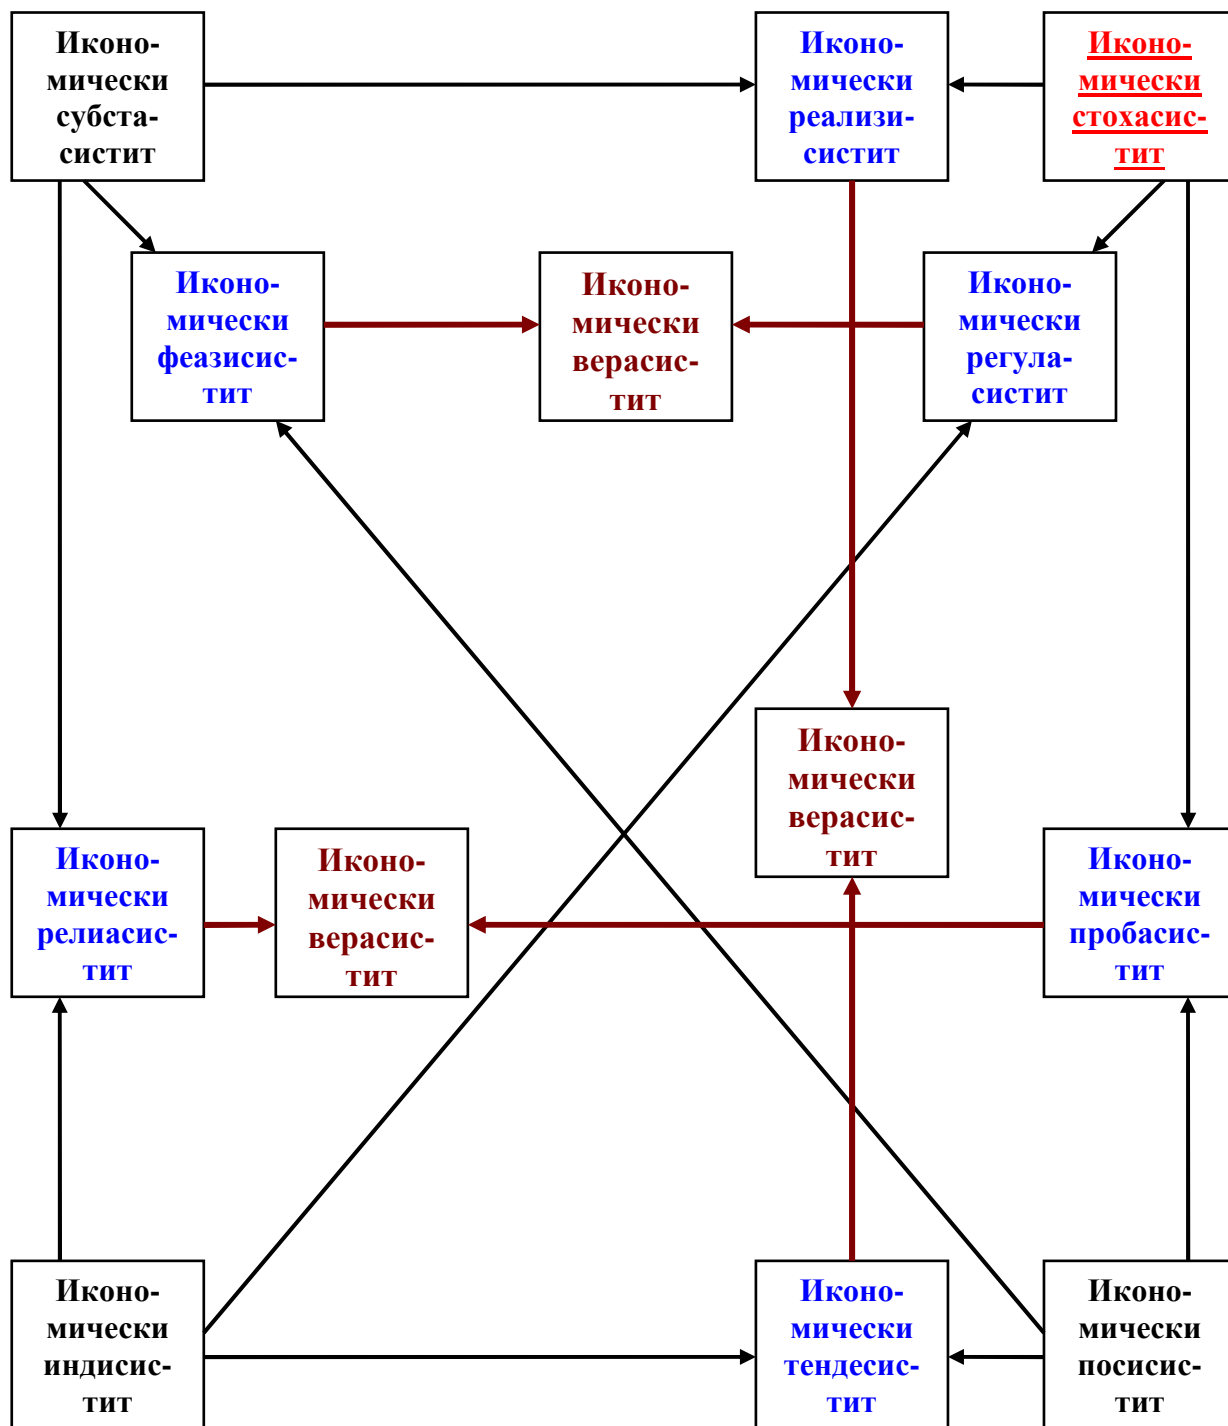 Иконо-
мически
субста-
систит
Иконо-
мически
реализи-
систит
Иконо-
мически
стохасис-
тит
Иконо-
мически
феазисис-
тит
Иконо-
мически
верасис-
тит
Иконо-
мически
регула-
систит
Иконо-
мически
верасис-
тит
Иконо-
мически
релиасис-
тит
Иконо-
мически
верасис-
тит
Иконо-
мически
пробасис-
тит
Иконо-
мически
индисис-
тит
Иконо-
мически
тендесис-
тит
Иконо-
мически
посисис-
тит